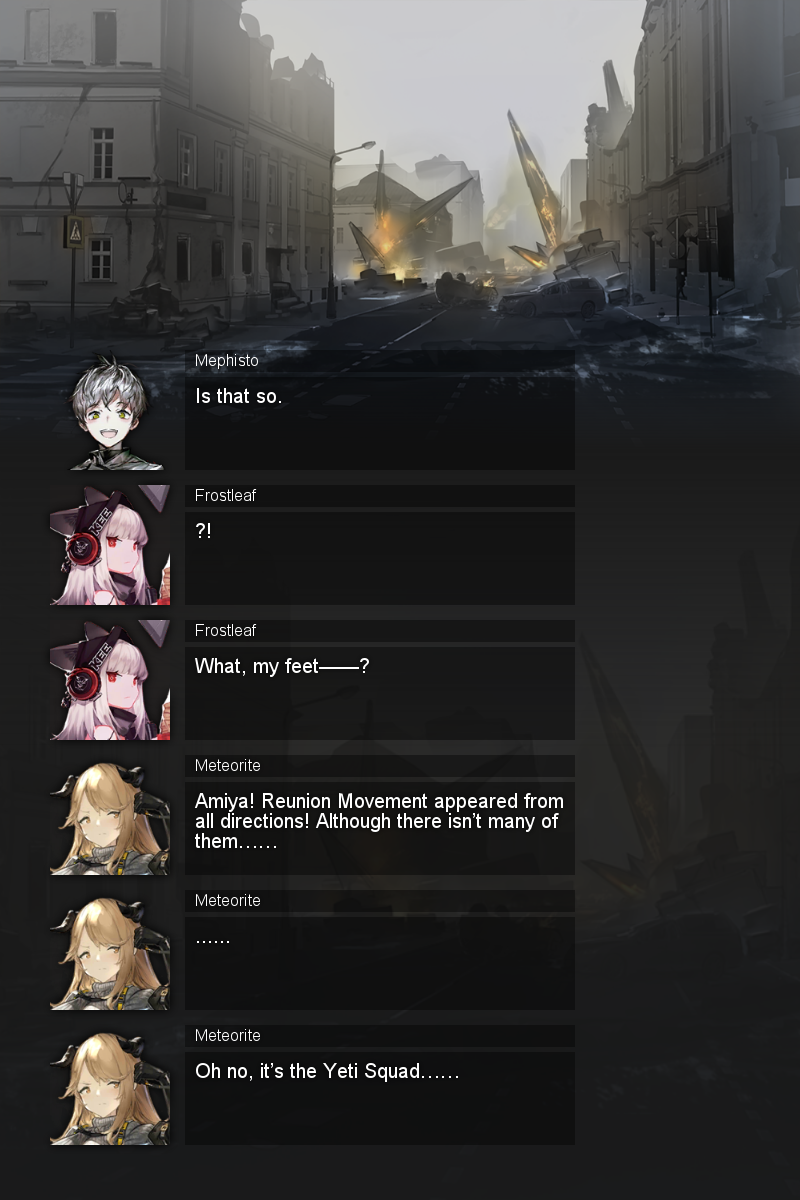 Mephisto
Is that so.
Frostleaf
?!
Frostleaf
What, my feet——?
Meteorite
Amiya! Reunion Movement appeared from
all directions! Although there isn't many of
them……
Meteorite
……
Meteorite
Oh no, it's the Yeti Squad……